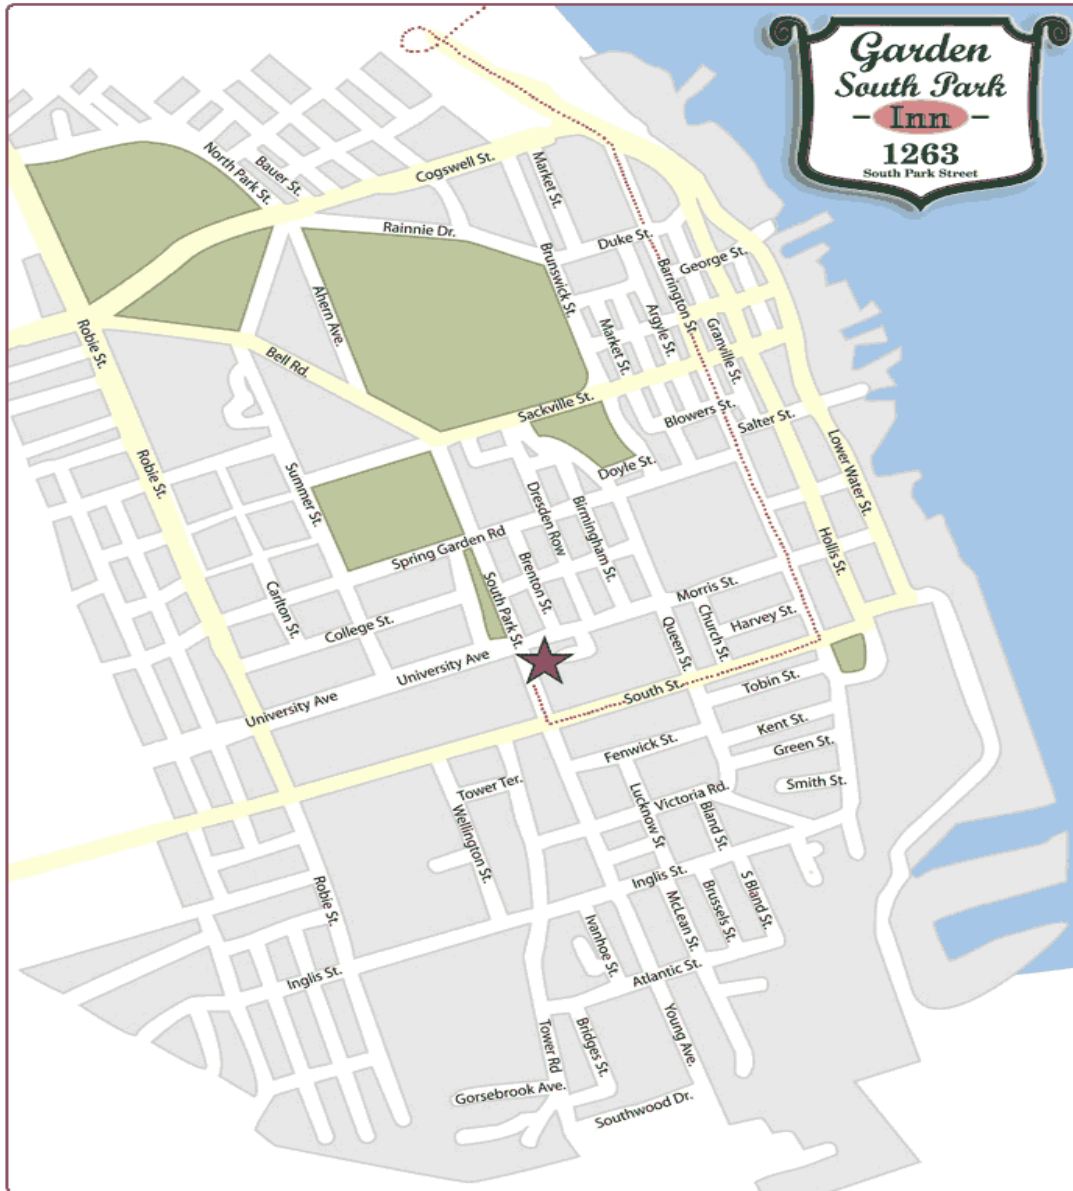 Garden
South Park
- Inn -
1263
South Park Street
North Park St.
Bauer St.
Cogswell St.
Market St.
Rainnie Dr.
Duke St.
George St.
Brunswick St.
Barrington St.
Ahern Ave.
Argyle St.
Market St.
Granville St.
Robie St.
Bell Rd.
Sackville St.
Blowers St.
Salter St.
Robie St.
Summer St.
Doyle St.
Lower Water St.
Dresden Row
Birmingham St.
Spring Garden Rd
Brenton St.
Hollis St.
South Park St.
Carlton St.
College St.
Morris St.
Church St.
Harvey St.
Queen St.
University Ave
University Ave
South St.
Tobin St.
Fenwick St.
Kent St.
Green St.
Tower Ter.
Smith St.
Wellington St.
Lucknow St
Victoria Rd.
Bland St.
Inglis St.
Robie St.
McLean St.
Brussels St.
S Bland St.
Ivanhoe St.
Inglis St.
Atlantic St.
Tower Rd
Bridges St.
Young Ave.
Gorsebrook Ave.
Southwood Dr.